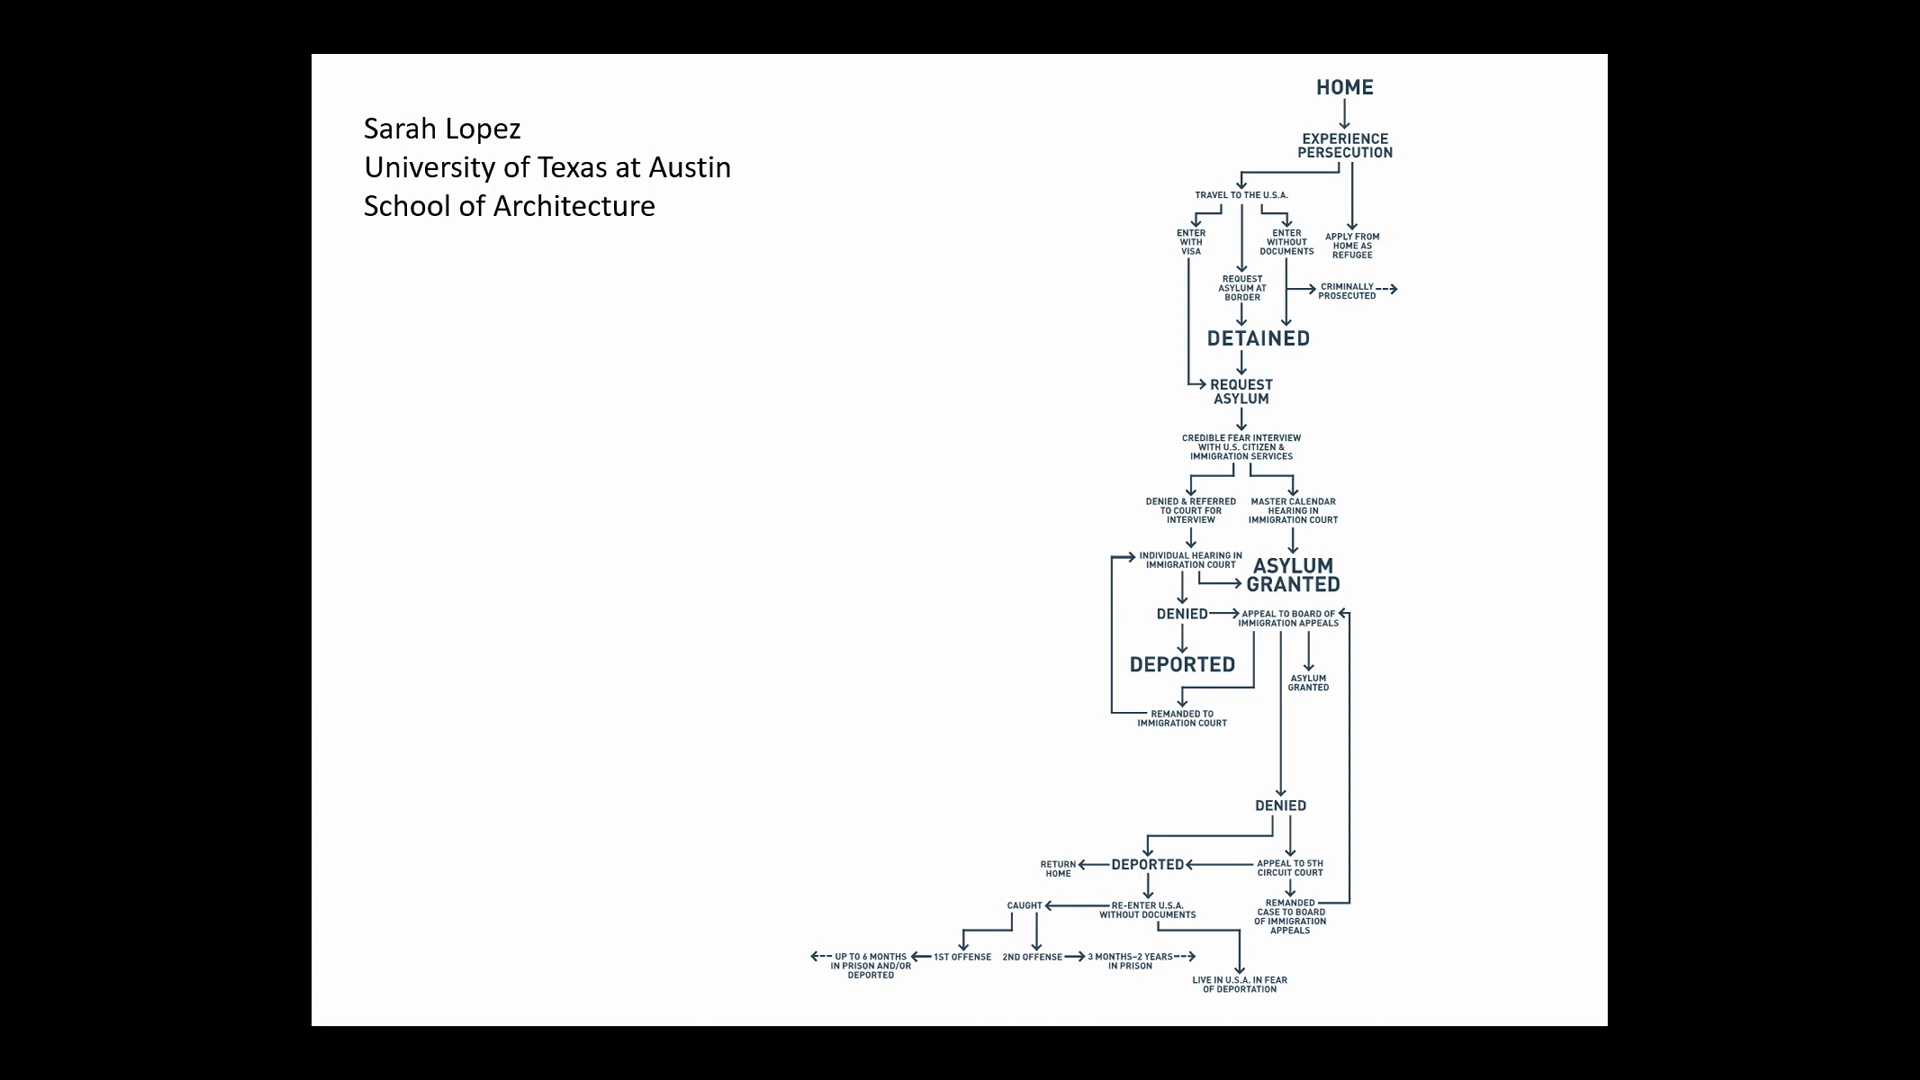 Sarah Lopez
University of Texas at Austin
School of Architecture
HOME
EXPERIENCE
PERSECUTION
TRAVEL TO THE U.S.A.
ENTER
WITH
VISA
ENTER
WITHOUT
DOCUMENTS
APPLY FROM
HOME AS
REFUGEE
REQUEST
ASYLUM AT
BORDER
CRIMINALLY
PROSECUTED
DETAINED
REQUEST
ASYLUM
CREDIBLE FEAR INTERVIEW
WITH U.S. CITIZEN &
IMMIGRATION SERVICES
DENIED & REFERRED
TO COURT FOR
INTERVIEW
MASTER CALENDAR
HEARING IN
IMMIGRATION COURT
INDIVIDUAL HEARING IN
IMMIGRATION COURT
ASYLUM
GRANTED
DENIED
APPEAL TO BOARD OF
IMMIGRATION APPEALS
DEPORTED
ASYLUM
GRANTED
REMANDED TO
IMMIGRATION COURT
DENIED
RETURN
HOME
DEPORTED
APPEAL TO 5TH
CIRCUIT COURT
CAUGHT
RE-ENTER U.S.A.
WITHOUT DOCUMENTS
REMANDED
CASE TO BOARD
OF IMMIGRATION
APPEALS
UP TO 6 MONTHS
IN PRISON AND/OR
DEPORTED
1ST OFFENSE
2ND OFFENSE
3 MONTHS–2 YEARS
IN PRISON
LIVE IN U.S.A. IN FEAR
OF DEPORTATION